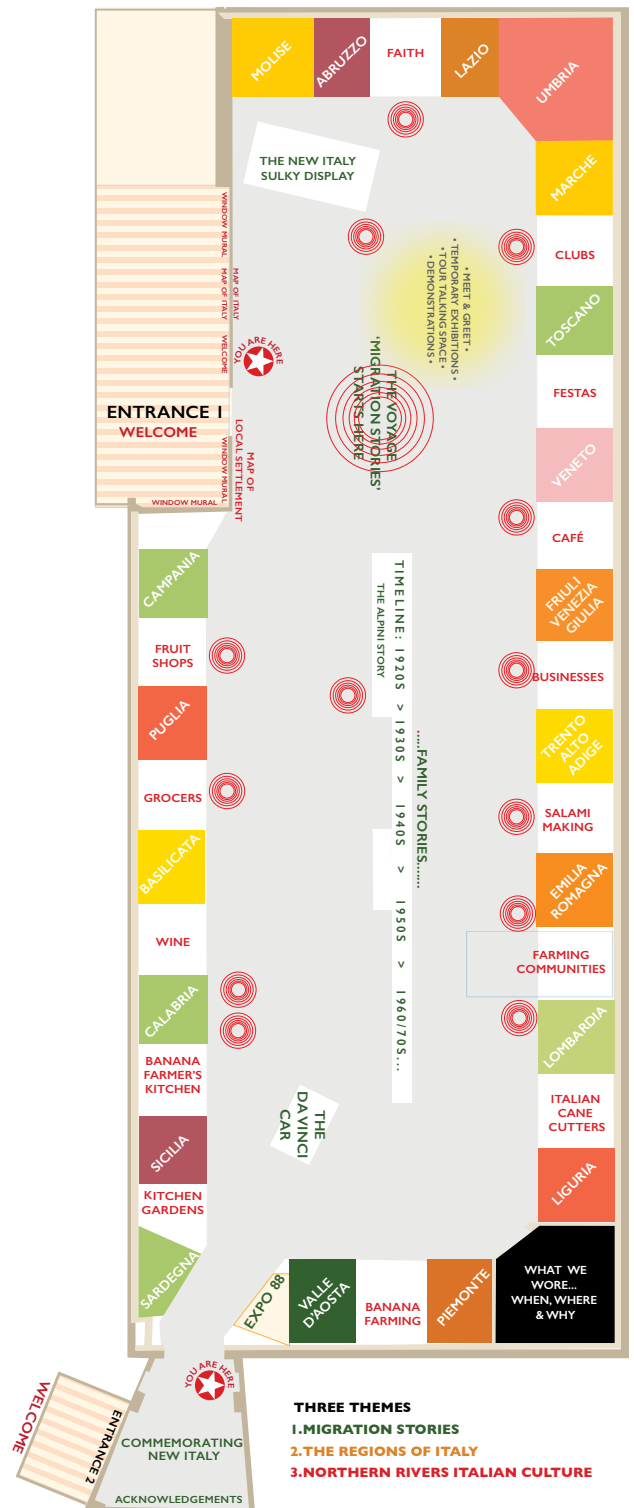 MOLISE
ABRUZZO
FAITH
LAZIO
UMBRIA
THE NEW ITALY
SULKY DISPLAY
MARCHE
WINDOW MURAL
MAP OF ITALY
MAP OF ITALY
WELCOME
YOU ARE HERE
• MEET & GREET •
• TEMPORARY EXHIBITIONS •
• TOUR TALKING SPACE •
• DEMONSTRATIONS •
CLUBS
TOSCANO
THE VOYAGE
'MIGRATION STORIES'
STARTS HERE
FESTAS
ENTRANCE 1
WELCOME
MAP OF
LOCAL SETTLEMENT
WINDOW MURAL
WINDOW MURAL
VENETO
CAFÉ
CAMPANIA
FRIULI
VENEZIA
GIULIA
TIMELINE: 1920S > 1930S > 1940S > 1950S > 1960/70S...
THE ALPINI STORY
.....FAMILY STORIES.......
FRUIT
SHOPS
BUSINESSES
PUGLIA
TRENTO
ALTO
ADIGE
GROCERS
SALAMI
MAKING
BASILICATA
EMILIA
ROMAGNA
WINE
FARMING
COMMUNITIES
CALABRIA
LOMBARDIA
BANANA
FARMER'S
KITCHEN
THE
DA VINCI
CAR
ITALIAN
CANE
CUTTERS
SICILIA
LIGURIA
KITCHEN
GARDENS
SARDEGNA
EXPO 88
VALLE
D'AOSTA
BANANA
FARMING
PIEMONTE
WHAT WE
WORE...
WHEN, WHERE
& WHY
YOU ARE HERE
WELCOME
ENTRANCE 2
COMMEMORATING
NEW ITALY
ACKNOWLEDGEMENTS
THREE THEMES
1.MIGRATION STORIES
2.THE REGIONS OF ITALY
3.NORTHERN RIVERS ITALIAN CULTURE